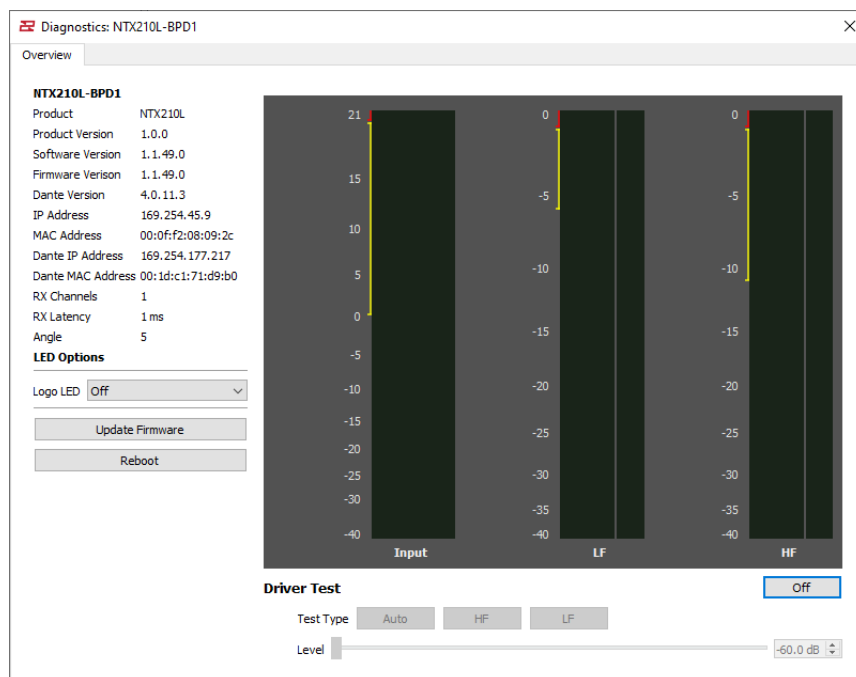 Diagnostics: NTX210L-BPD1
Overview
NTX210L-BPD1
Product NTX210L
Product Version 1.0.0
Software Version 1.1.49.0
Firmware Verison 1.1.49.0
Dante Version 4.0.11.3
IP Address 169.254.45.9
MAC Address 00:0f:f2:08:09:2c
Dante IP Address 169.254.177.217
Dante MAC Address 00:1d:c1:71:d9:b0
RX Channels 1
RX Latency 1 ms
Angle 5
LED Options
Logo LED Off
Update Firmware
Reboot
21
15
10
5
0
-5
-10
-15
-20
-25
-30
-40
Input
0
-5
-10
-15
-20
-25
-30
-35
-40
LF
0
-5
-10
-15
-20
-25
-30
-35
-40
HF
Driver Test Off
Test Type Auto HF LF
Level -60.0 dB